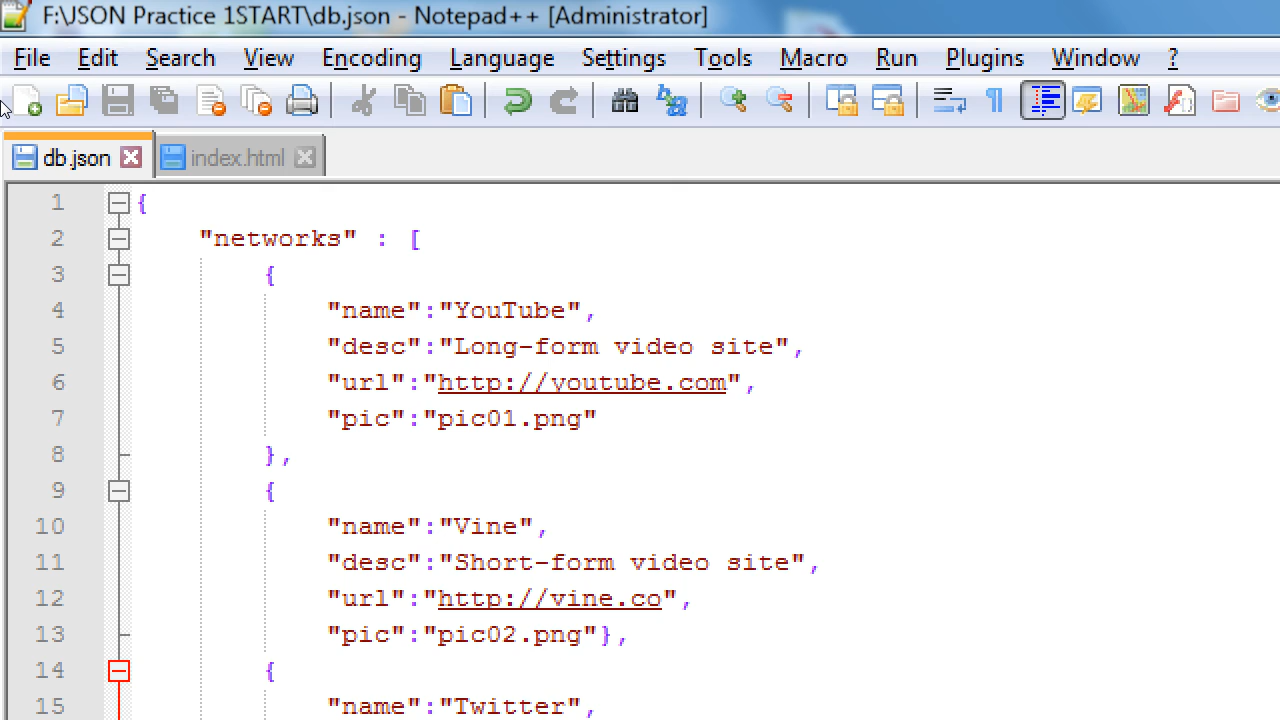 F:\JSON Practice 1START\db.json - Notepad++ [Administrator]
File Edit Search View Encoding Language Settings Tools Macro Run Plugins Window ?
db.json index.html
1 {
2 "networks" : [
3 {
4 "name":"YouTube",
5 "desc":"Long-form video site",
6 "url":"http://youtube.com",
7 "pic":"pic01.png"
8 },
9 {
10 "name":"Vine",
11 "desc":"Short-form video site",
12 "url":"http://vine.co",
13 "pic":"pic02.png"},
14 {
15 "name":"Twitter",